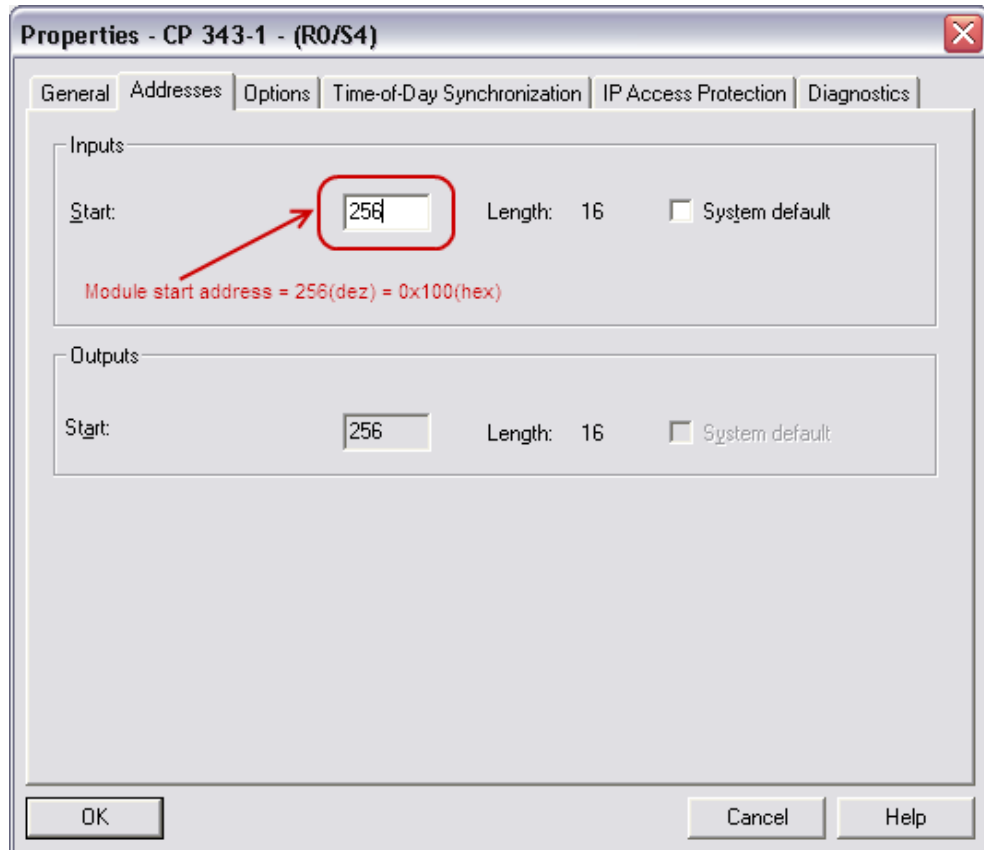 Properties - CP 343-1 - (R0/S4)
General Addresses Options Time-of-Day Synchronization IP Access Protection Diagnostics
Inputs
Start: 256 Length: 16 System default
Module start address = 256(dez) = 0x100(hex)
Outputs
Start: 256 Length: 16 System default
OK Cancel Help